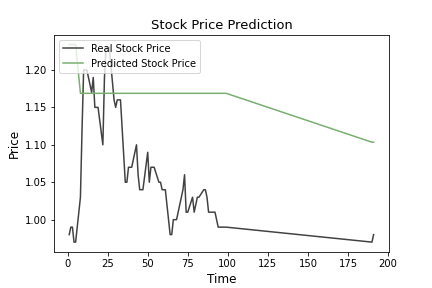 Stock Price Prediction
Real Stock Price
Predicted Stock Price
1.20
1.15
1.10
1.05
1.00
Price
0 25 50 75 100 125 150 175 200
Time